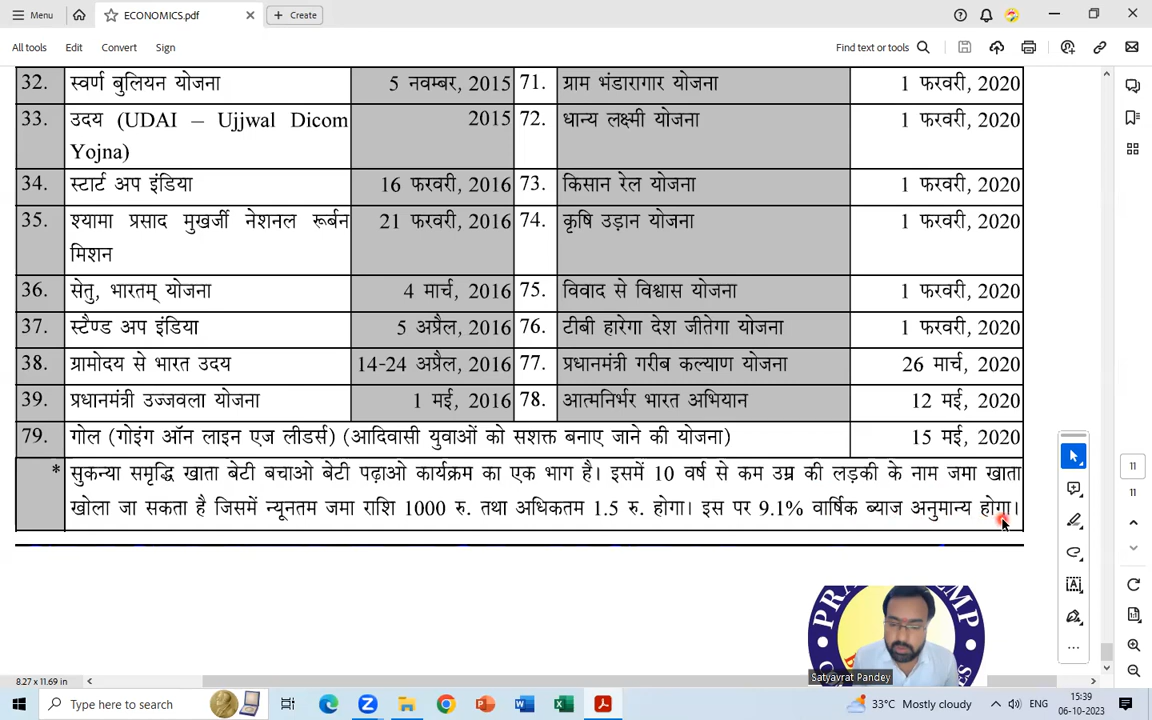 Menu ECONOMICS.pdf Create
All tools Edit Convert Sign Find text or tools
32. स्वर्ण बुलियन योजना 5 नवम्बर, 2015 71. ग्राम भंडारागार योजना 1 फरवरी, 2020
33. उदय (UDAI – Ujjwal Dicom 2015 72. धान्य लक्ष्मी योजना 1 फरवरी, 2020
Yojna)
34. स्टार्ट अप इंडिया 16 फरवरी, 2016 73. किसान रेल योजना 1 फरवरी, 2020
35. श्यामा प्रसाद मुखर्जी नेशनल रूर्बन 21 फरवरी, 2016 74. कृषि उड़ान योजना 1 फरवरी, 2020
मिशन
36. सेतु, भारतम् योजना 4 मार्च, 2016 75. विवाद से विश्वास योजना 1 फरवरी, 2020
37. स्टैण्ड अप इंडिया 5 अप्रैल, 2016 76. टीबी हारेगा देश जीतेगा योजना 1 फरवरी, 2020
38. ग्रामोदय से भारत उदय 14-24 अप्रैल, 2016 77. प्रधानमंत्री गरीब कल्याण योजना 26 मार्च, 2020
39. प्रधानमंत्री उज्जवला योजना 1 मई, 2016 78. आत्मनिर्भर भारत अभियान 12 मई, 2020
79. गोल (गोइंग ऑन लाइन एज लीडर्स) (आदिवासी युवाओं को सशक्त बनाए जाने की योजना) 15 मई, 2020
* सुकन्या समृद्धि खाता बेटी बचाओ बेटी पढ़ाओ कार्यक्रम का एक भाग है। इसमें 10 वर्ष से कम उम्र की लड़की के नाम जमा खाता
खोला जा सकता है जिसमें न्यूनतम जमा राशि 1000 रु. तथा अधिकतम 1.5 रु. होगा। इस पर 9.1% वार्षिक ब्याज अनुमान्य होगा।
11
11
Satyavrat Pandey
8.27 x 11.69 in
Type here to search 33°C Mostly cloudy ENG 15:39
06-10-2023